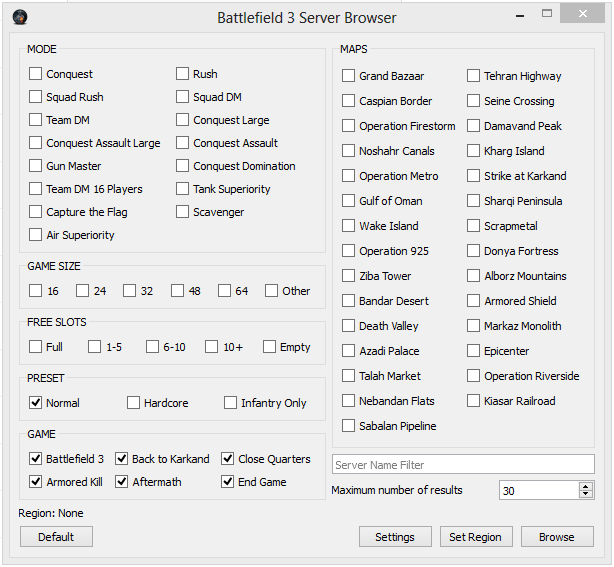 Battlefield 3 Server Browser
MODE
Conquest Rush
Squad Rush Squad DM
Team DM Conquest Large
Conquest Assault Large Conquest Assault
Gun Master Conquest Domination
Team DM 16 Players Tank Superiority
Capture the Flag Scavenger
Air Superiority
GAME SIZE
16 24 32 48 64 Other
FREE SLOTS
Full 1-5 6-10 10+ Empty
PRESET
Normal Hardcore Infantry Only
GAME
Battlefield 3 Back to Karkand Close Quarters
Armored Kill Aftermath End Game
Region: None
Default
MAPS
Grand Bazaar Tehran Highway
Caspian Border Seine Crossing
Operation Firestorm Damavand Peak
Noshahr Canals Kharg Island
Operation Metro Strike at Karkand
Gulf of Oman Sharqi Peninsula
Wake Island Scrapmetal
Operation 925 Donya Fortress
Ziba Tower Alborz Mountains
Bandar Desert Armored Shield
Death Valley Markaz Monolith
Azadi Palace Epicenter
Talah Market Operation Riverside
Nebandan Flats Kiasar Railroad
Sabalan Pipeline
Server Name Filter
Maximum number of results 30
Settings Set Region Browse